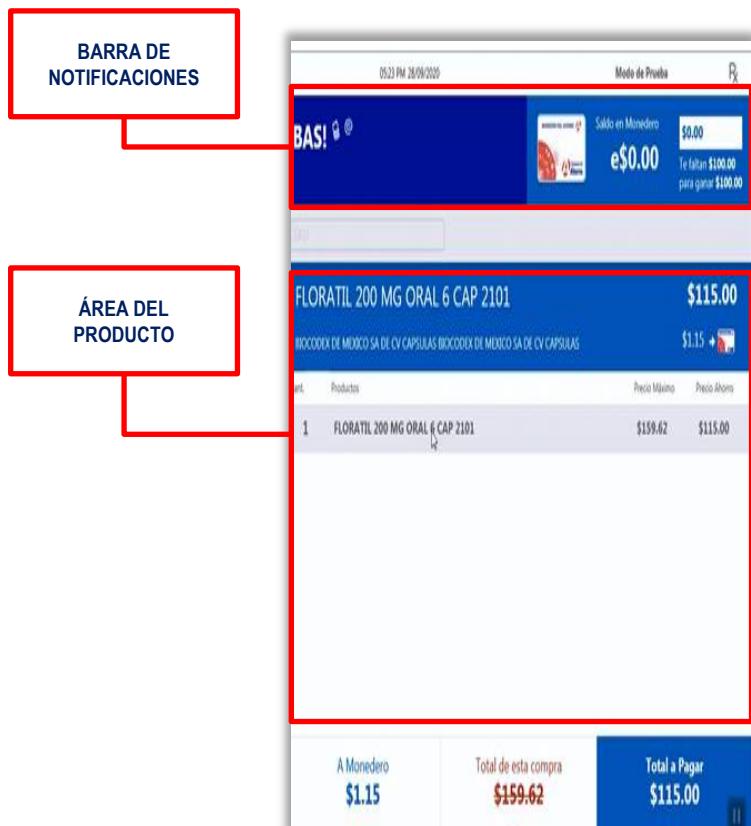 BARRA DE
NOTIFICACIONES
05:23 PM 28/09/2020
Modo de Prueba
BAS! @
Saldo en Monedero
e$0.00
$0.00
Te faltan $100.00
para ganar $100.00
SKU
FLORATIL 200 MG ORAL 6 CAP 2101
$115.00
BIOCODEX DE MEXICO SA DE CV CAPSULAS BIOCODEX DE MEXICO SA DE CV CAPSULAS
$1.15
ÁREA DEL
PRODUCTO
ant. Productos Precio Máximo Precio Ahorro
1 FLORATIL 200 MG ORAL 6 CAP 2101 $159.62 $115.00
A Monedero
$1.15
Total de esta compra
$159.62
Total a Pagar
$115.00